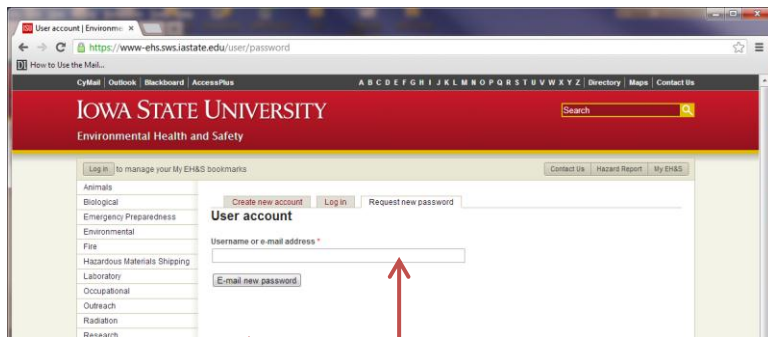 User account | Environme
https://www-ehs.sws.iastate.edu/user/password
How to Use the Mail...
CyMail | Outlook | Blackboard | AccessPlus A B C D E F G H I J K L M N O P Q R S T U V W X Y Z | Directory | Maps | Contact Us
IOWA STATE UNIVERSITY
Search
Environmental Health and Safety
Log in to manage your My EH&S bookmarks Contact Us Hazard Report My EH&S
Animals
Biological
Emergency Preparedness
Environmental
Fire
Hazardous Materials Shipping
Laboratory
Occupational
Outreach
Radiation
Research
Create new account Log in Request new password
User account
Username or e-mail address *
E-mail new password